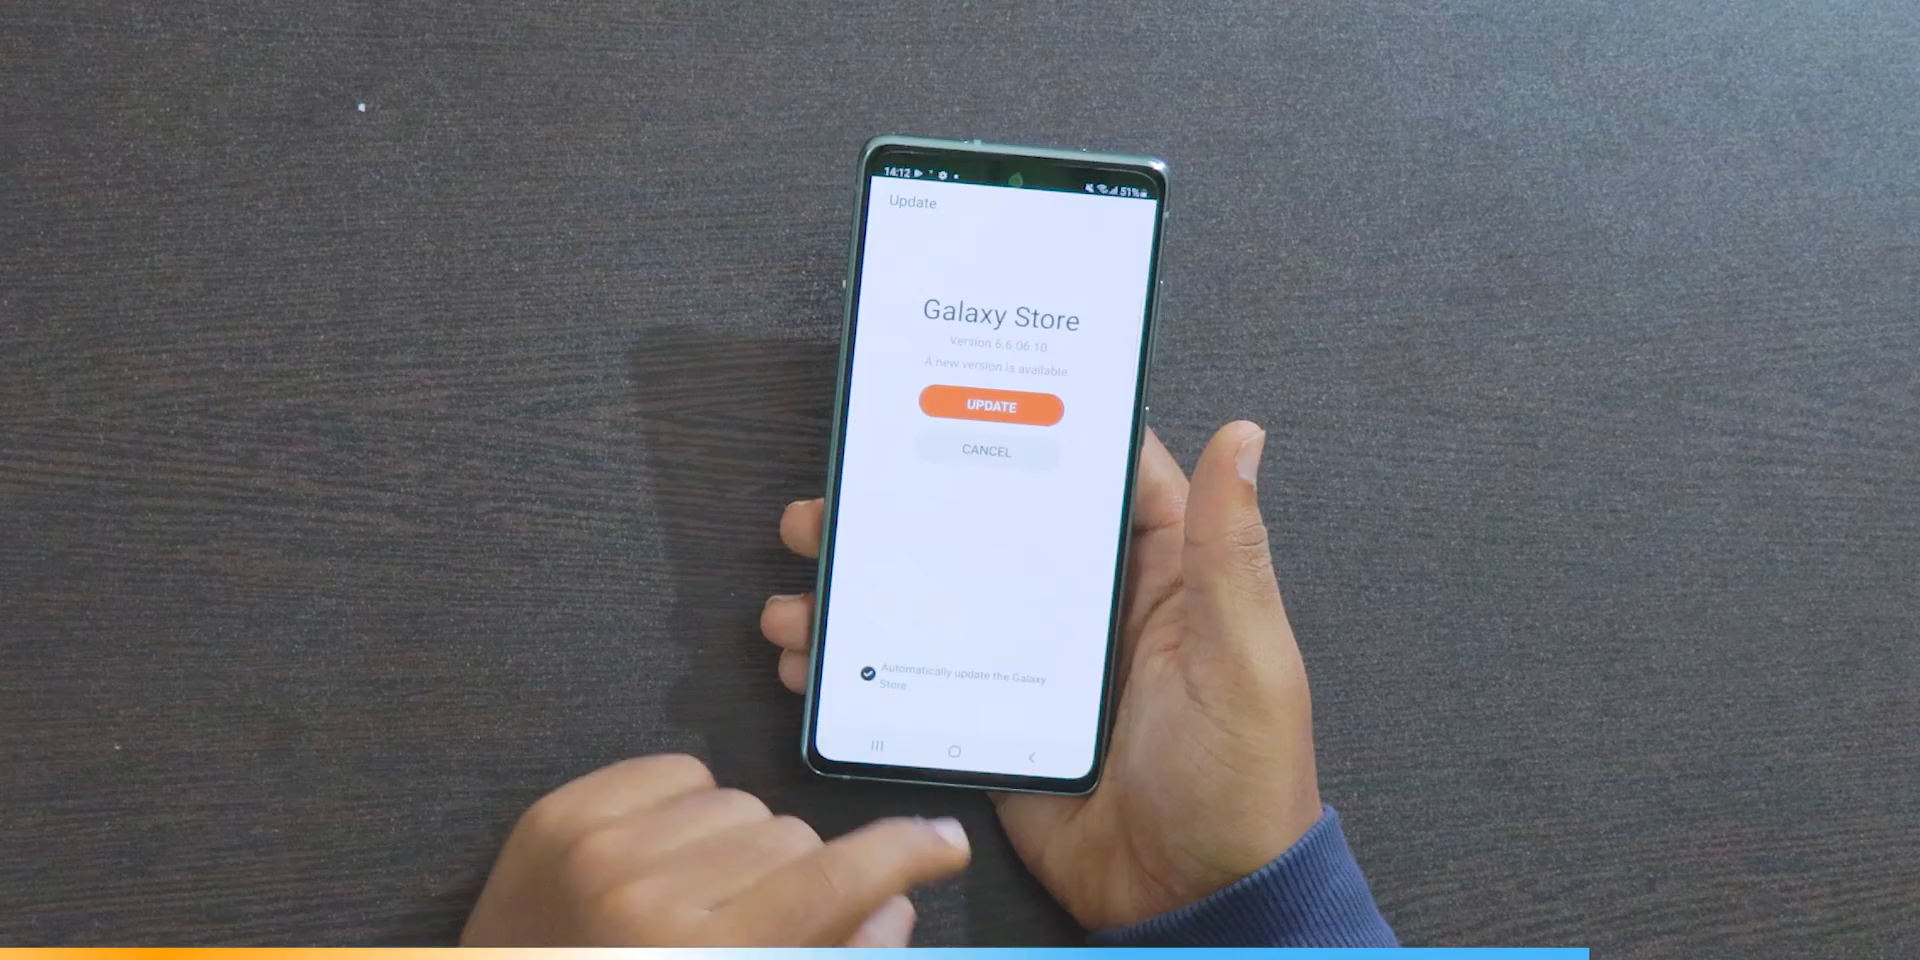 14:12
51%
Update
Galaxy Store
Version 6.6.06.10
A new version is available
UPDATE
CANCEL
Automatically update the Galaxy
Store